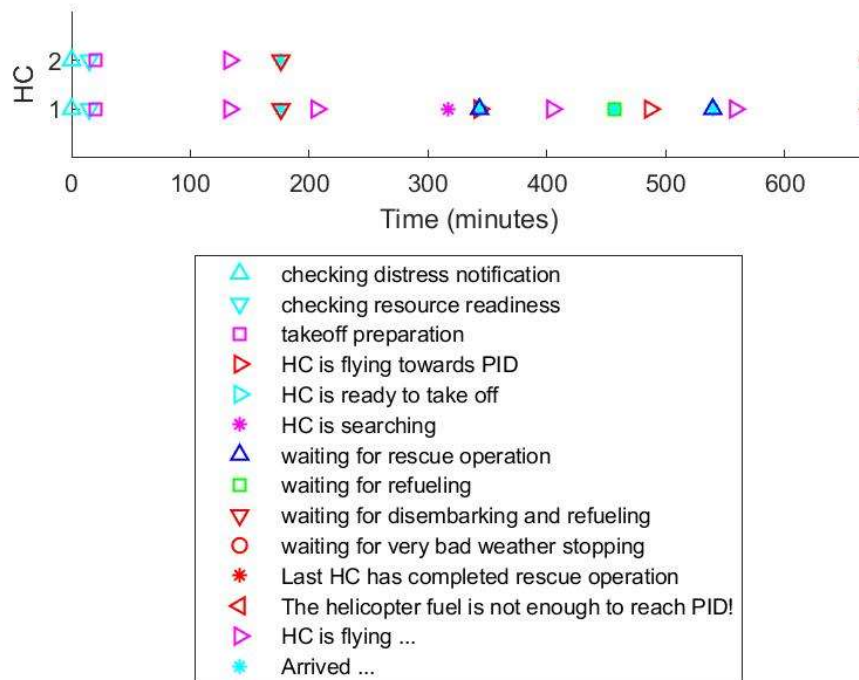 HC
2
1
0 100 200 300 400 500 600
Time (minutes)
checking distress notification
checking resource readiness
takeoff preparation
HC is flying towards PID
HC is ready to take off
HC is searching
waiting for rescue operation
waiting for refueling
waiting for disembarking and refueling
waiting for very bad weather stopping
Last HC has completed rescue operation
The helicopter fuel is not enough to reach PID!
HC is flying ...
Arrived ...